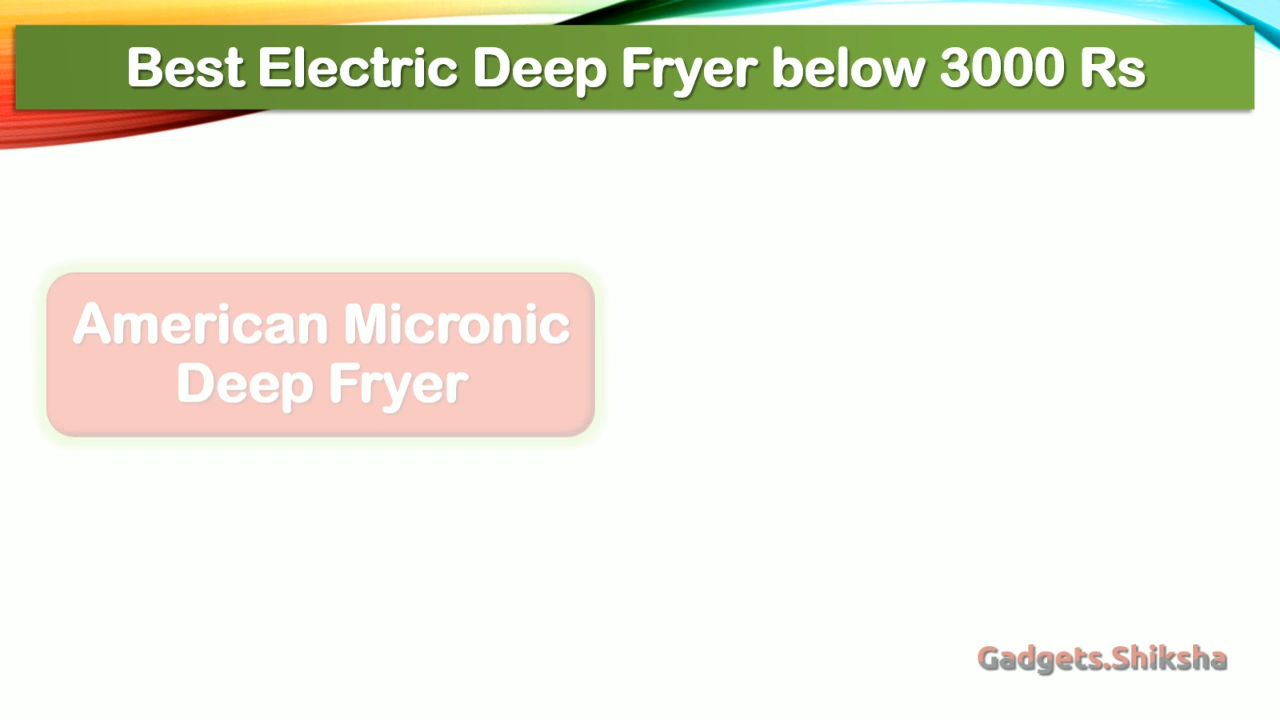 Best Electric Deep Fryer below 3000 Rs
American Micronic
Deep Fryer
Gadgets.Shiksha